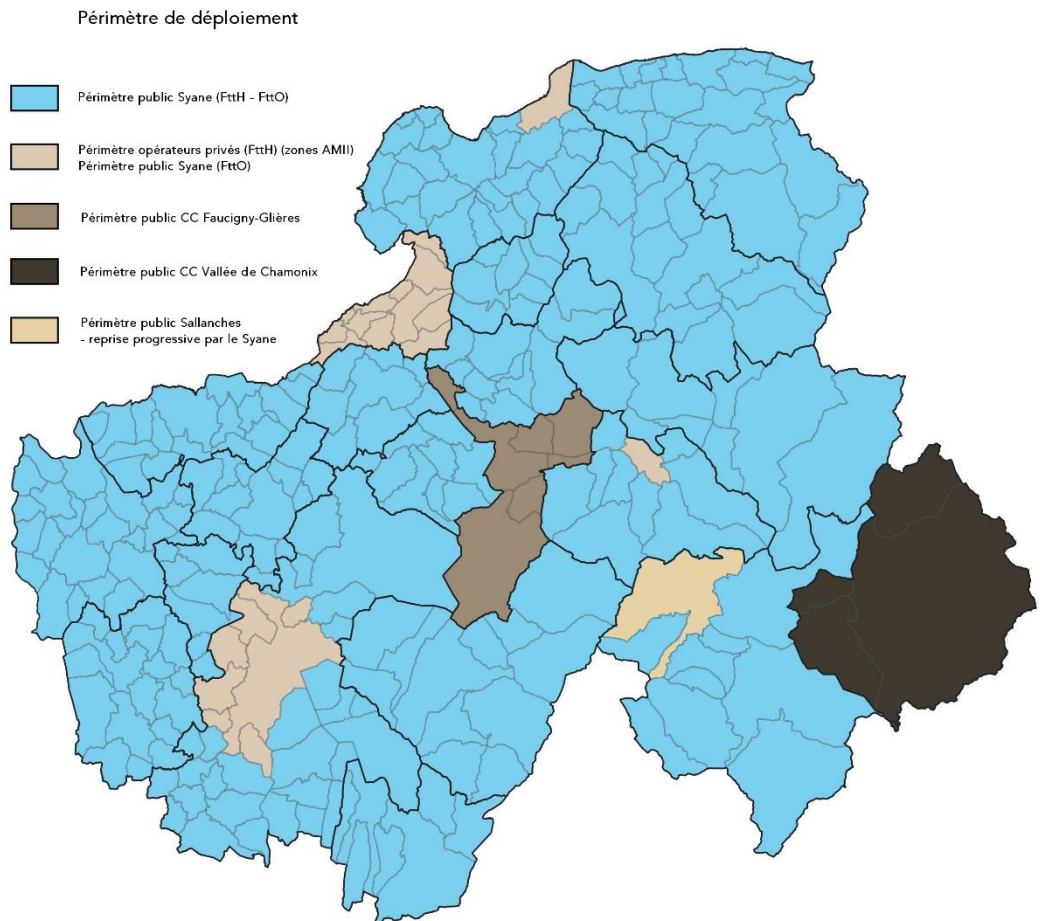 Périmètre de déploiement
Périmètre public Syane (FttH - FttO)
Périmètre opérateurs privés (FttH) (zones AMII)
Périmètre public Syane (FttO)
Périmètre public CC Faucigny-Glières
Périmètre public CC Vallée de Chamonix
Périmètre public Sallanches
- reprise progressive par le Syane